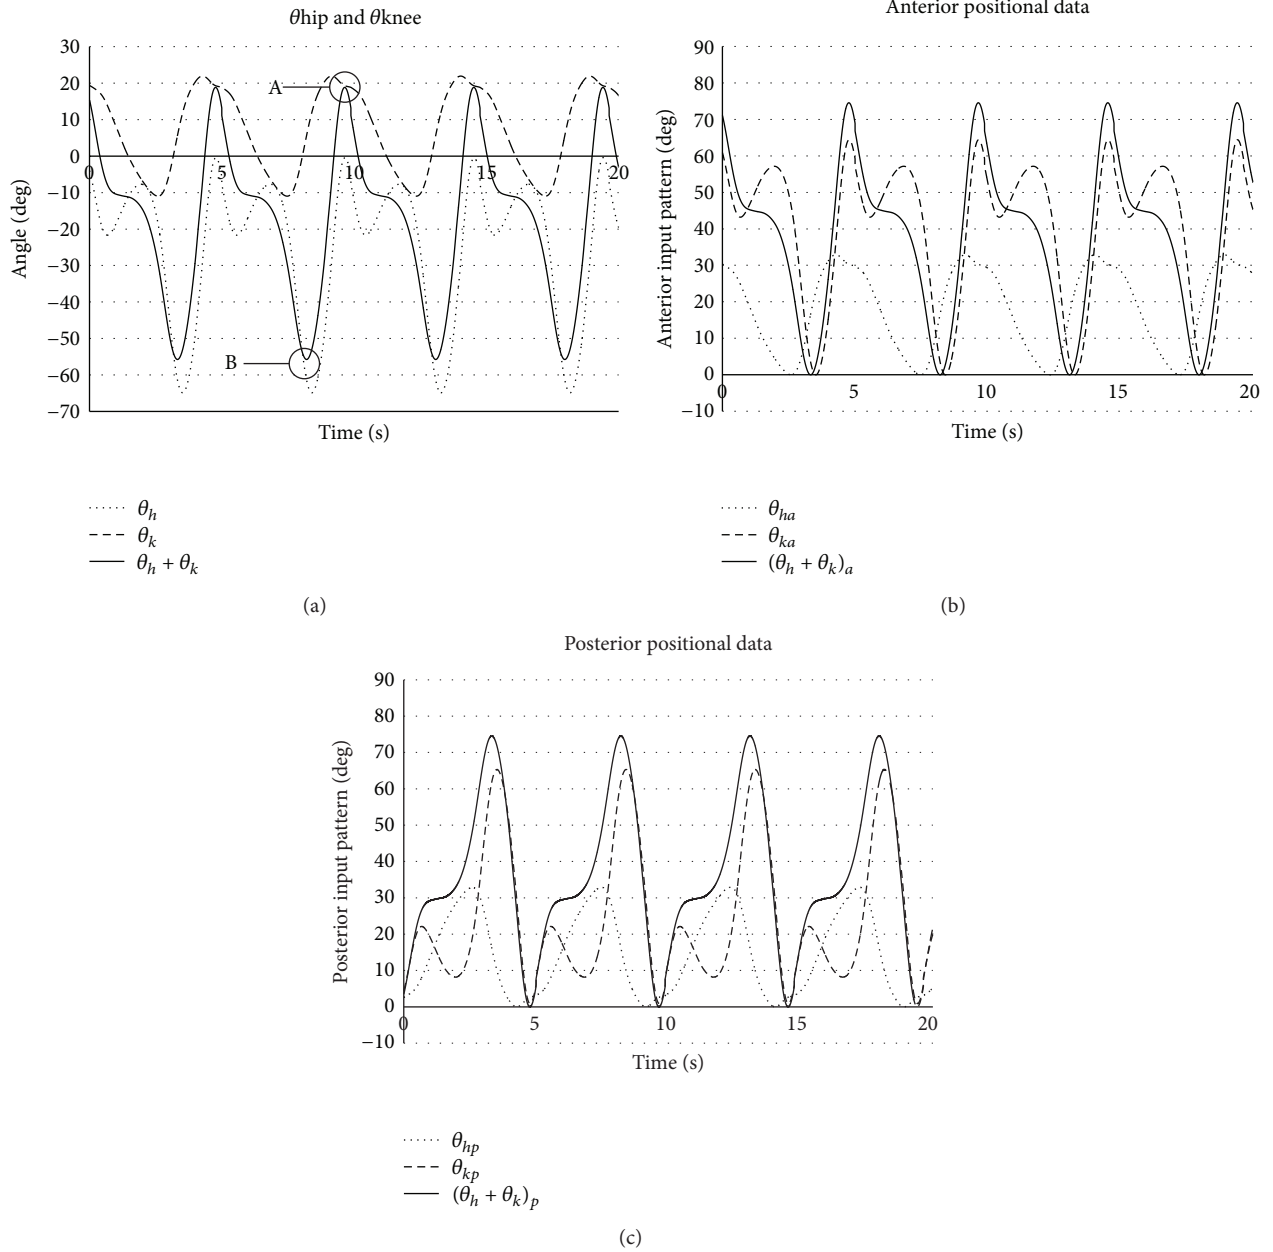 θhip and θknee
30
20
10
0
−10
−20
−30
−40
−50
−60
−70
Angle (deg)
0 5 10 15 20
A
B
Time (s)
θh
θk
θh + θk
(a)
Anterior positional data
90
80
70
60
50
40
30
20
10
0
−10
Anterior input pattern (deg)
0 5 10 15 20
Time (s)
θha
θka
(θh + θk)a
(b)
Posterior positional data
90
80
70
60
50
40
30
20
10
0
−10
Posterior input pattern (deg)
0 5 10 15 20
Time (s)
θhp
θkp
(θh + θk)p
(c)